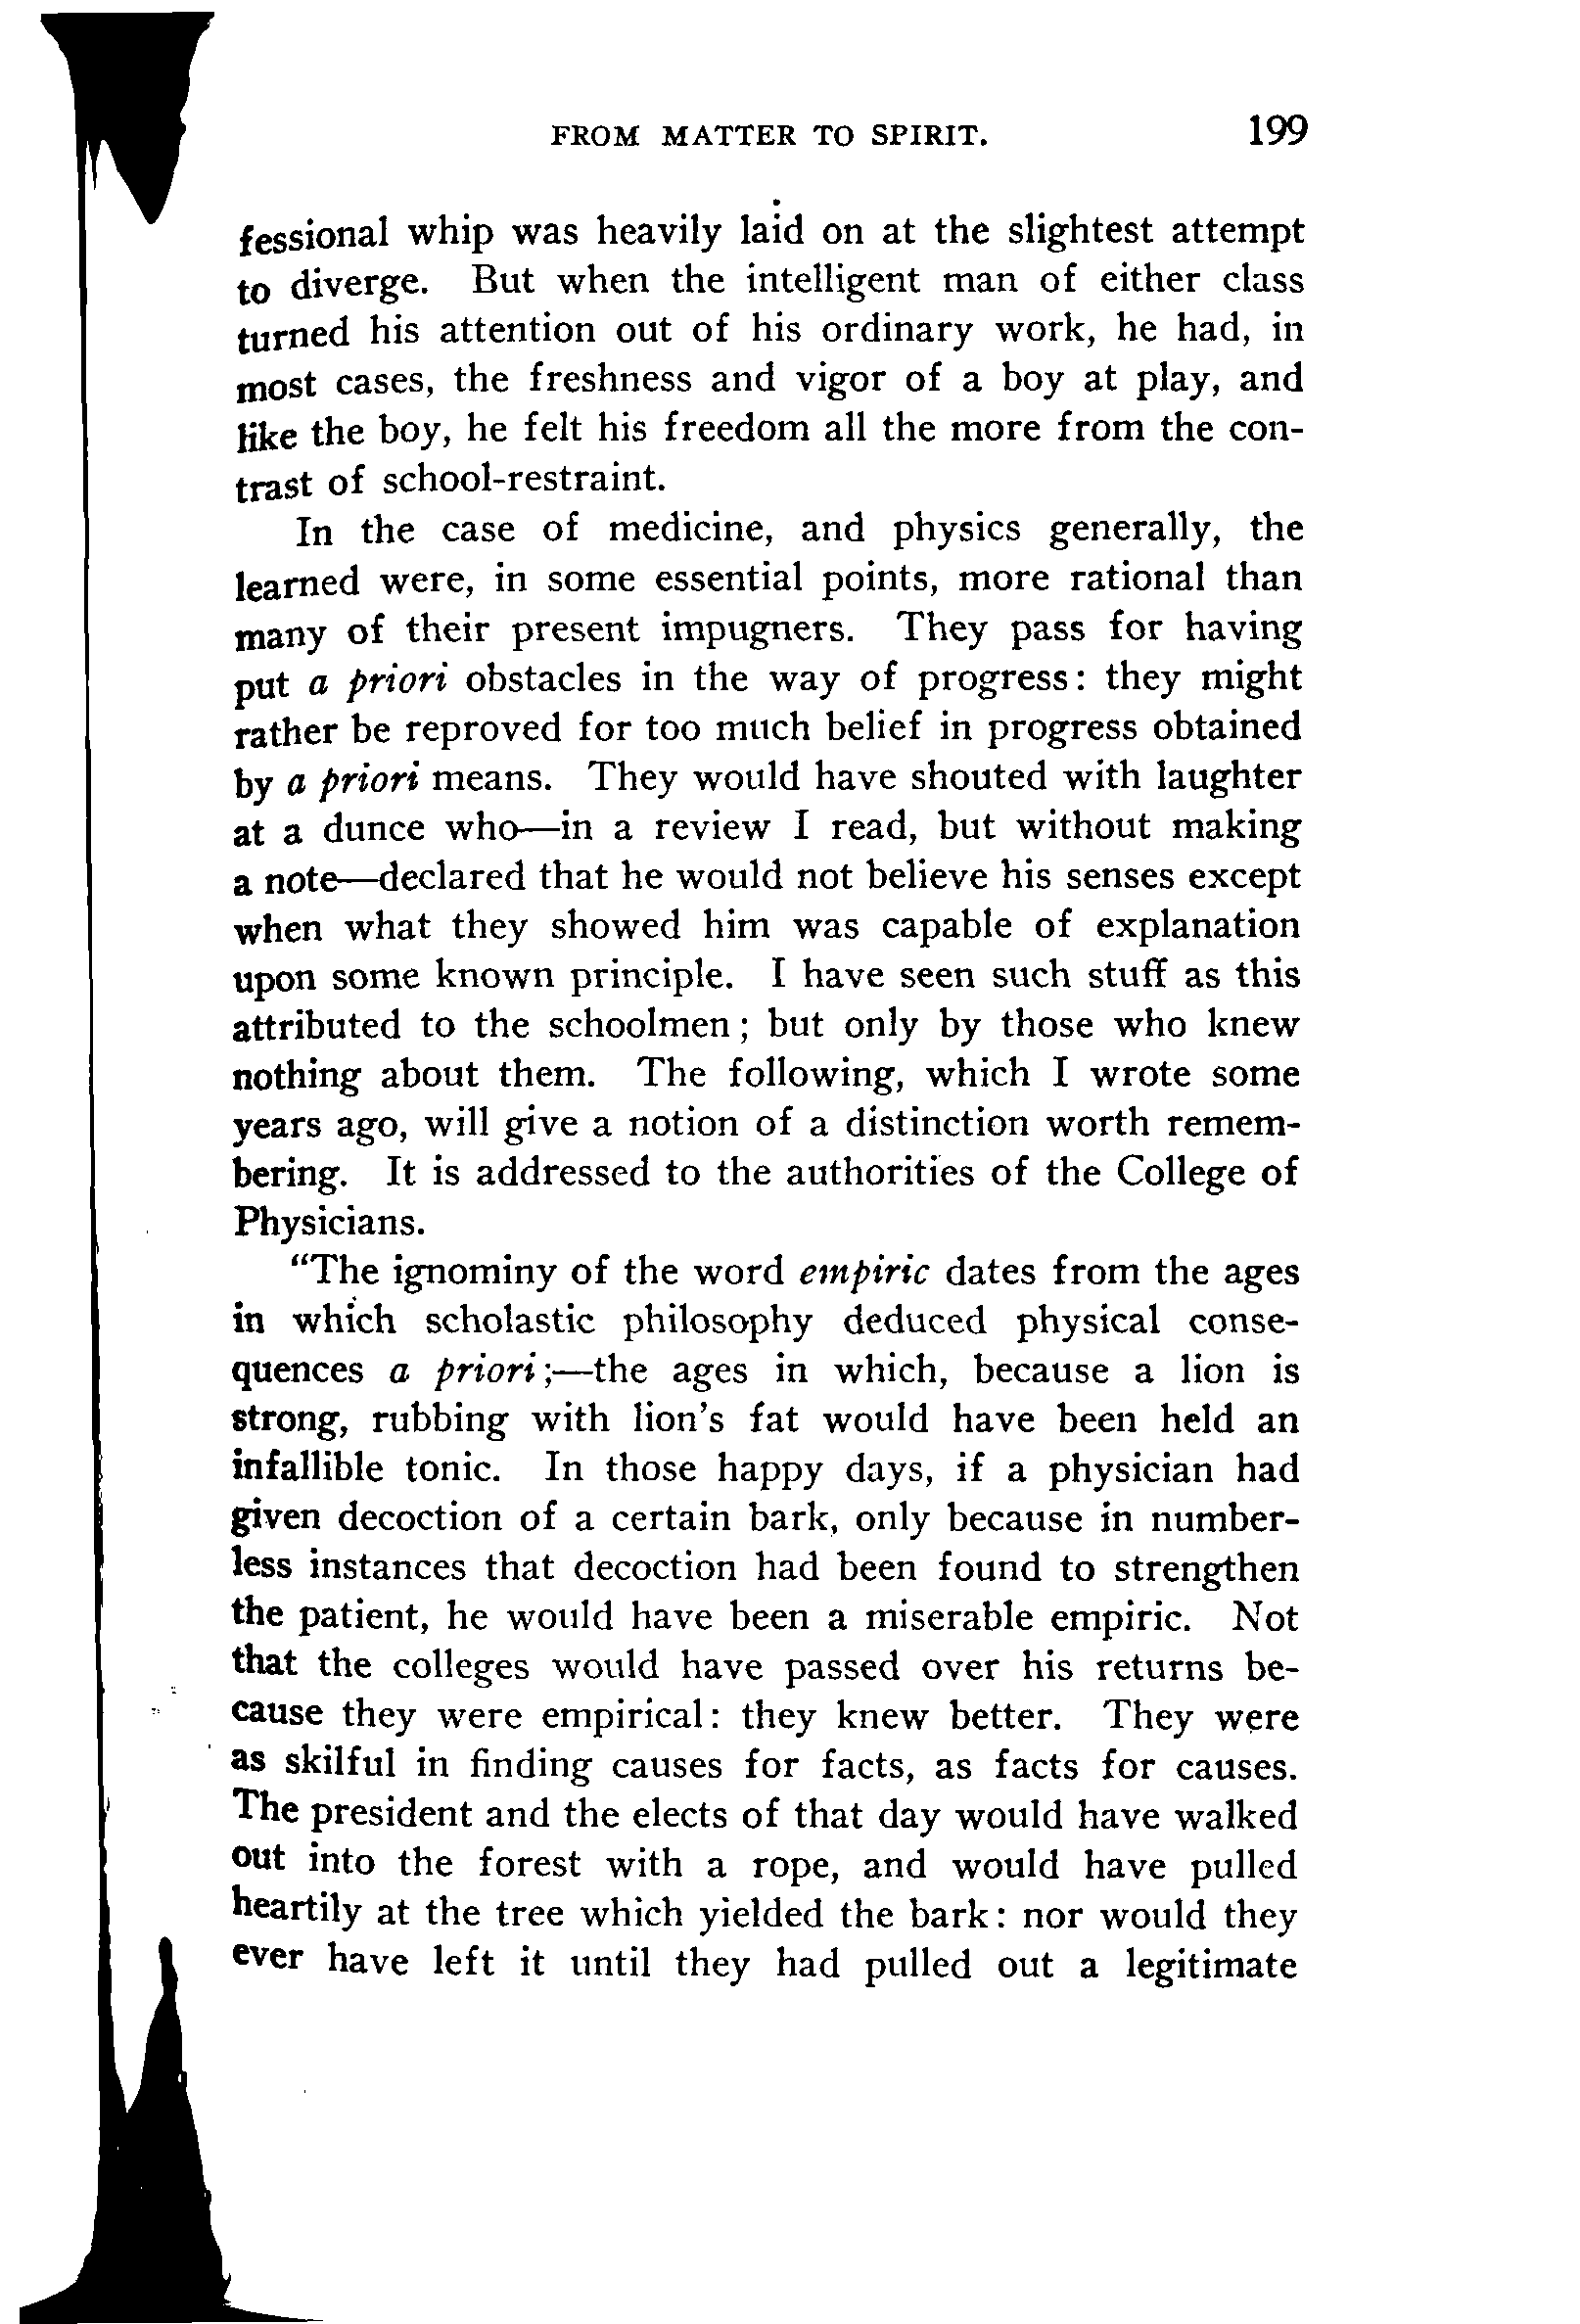 FROM MATTER TO SPIRIT. 199
fessional whip was heavily laid on at the slightest attempt
to diverge. But when the intelligent man of either class
turned his attention out of his ordinary work, he had, in
most cases, the freshness and vigor of a boy at play, and
like the boy, he felt his freedom all the more from the con-
trast of school-restraint.
In the case of medicine, and physics generally, the
learned were, in some essential points, more rational than
many of their present impugners. They pass for having
put a priori obstacles in the way of progress: they might
rather be reproved for too much belief in progress obtained
by a priori means. They would have shouted with laughter
at a dunce who—in a review I read, but without making
a note—declared that he would not believe his senses except
when what they showed him was capable of explanation
upon some known principle. I have seen such stuff as this
attributed to the schoolmen; but only by those who knew
nothing about them. The following, which I wrote some
years ago, will give a notion of a distinction worth remem-
bering. It is addressed to the authorities of the College of
Physicians.
"The ignominy of the word empiric dates from the ages
in which scholastic philosophy deduced physical conse-
quences a priori;—the ages in which, because a lion is
strong, rubbing with lion's fat would have been held an
infallible tonic. In those happy days, if a physician had
given decoction of a certain bark, only because in number-
less instances that decoction had been found to strengthen
the patient, he would have been a miserable empiric. Not
that the colleges would have passed over his returns be-
cause they were empirical: they knew better. They were
as skilful in finding causes for facts, as facts for causes.
The president and the elects of that day would have walked
out into the forest with a rope, and would have pulled
heartily at the tree which yielded the bark: nor would they
ever have left it until they had pulled out a legitimate